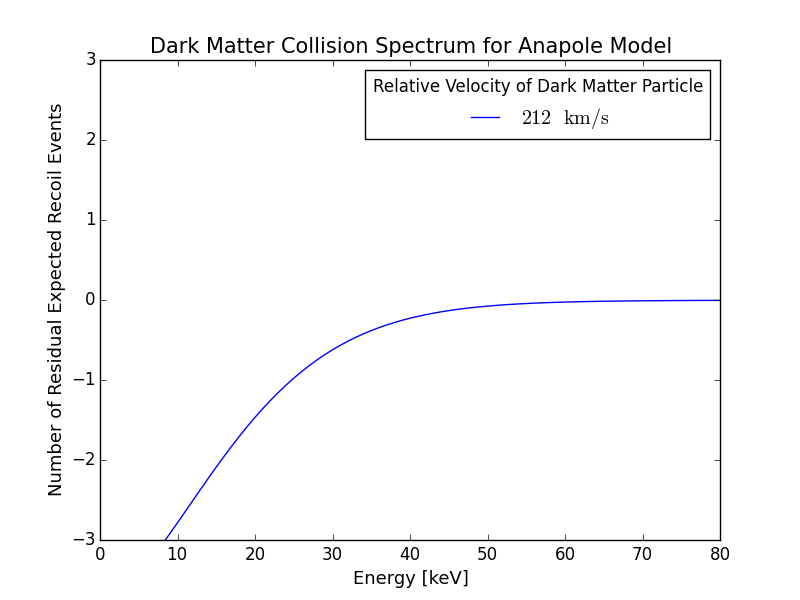 Dark Matter Collision Spectrum for Anapole Model
Relative Velocity of Dark Matter Particle
212 km/s
Number of Residual Expected Recoil Events
3
2
1
0
−1
−2
−3
0 10 20 30 40 50 60 70 80
Energy [keV]